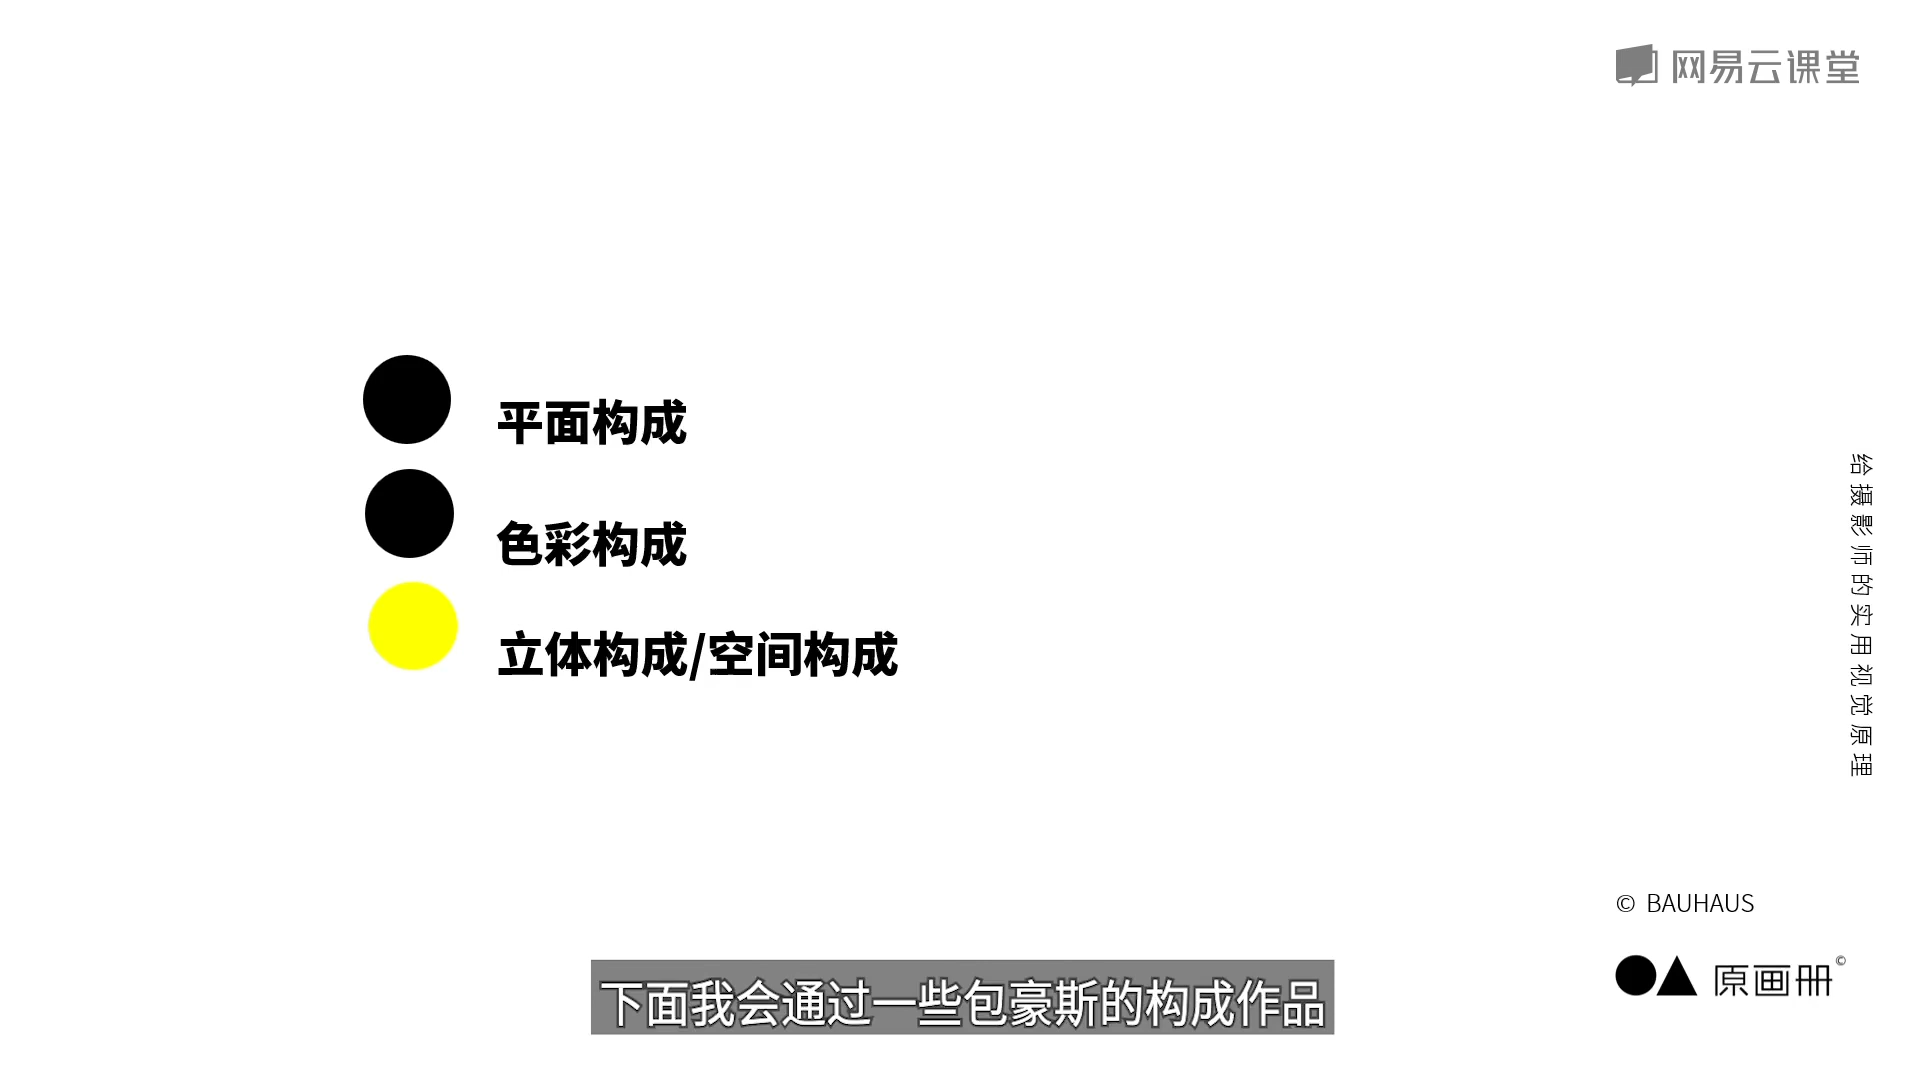 网易云课堂
平面构成
色彩构成
立体构成/空间构成
给摄影师的实用视觉原理
© BAUHAUS
原画册©
下面我会通过一些包豪斯的构成作品